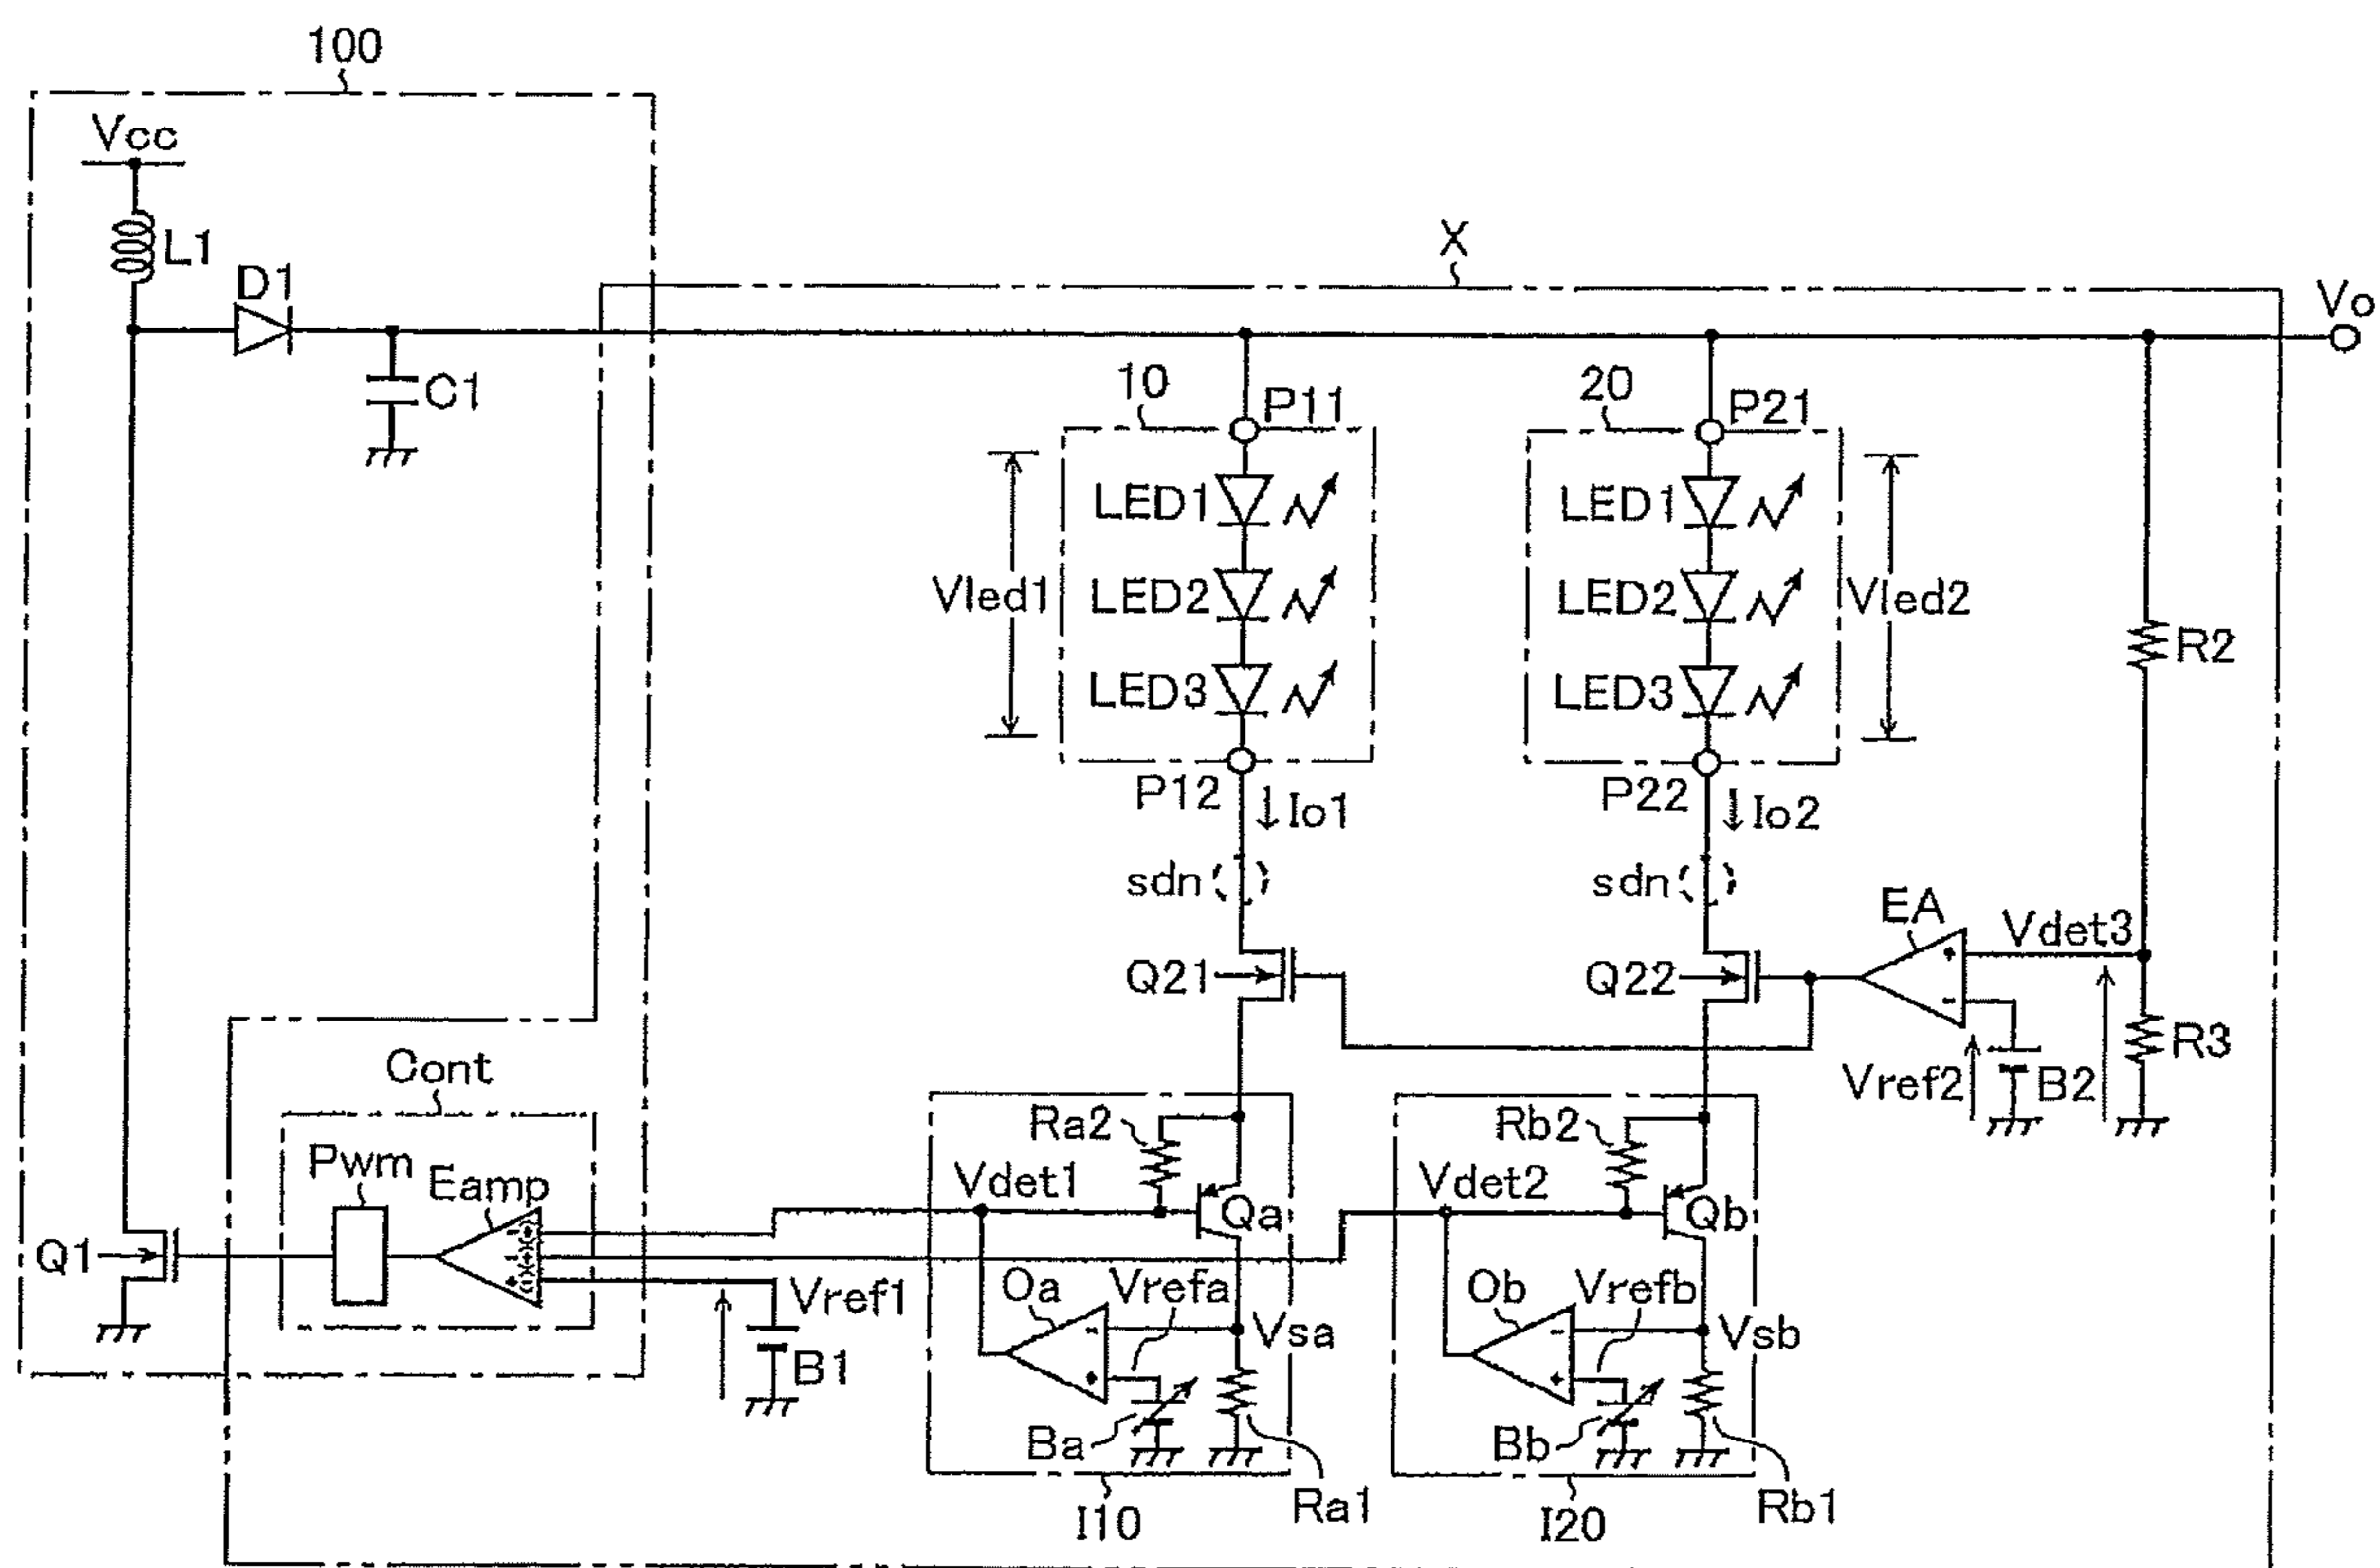 100
Vcc
X
L1
D1
Vo
C1
10
P11
20
P21
LED1
LED1
Vled1
LED2
LED2
Vled2
R2
LED3
LED3
P12
Io1
P22
Io2
sdn
sdn
EA
Vdet3
+
-
Q21
Q22
Vref2
B2
R3
Cont
Ra2
Rb2
Pwm
Eamp
Vdet1
Qa
Vdet2
Qb
Q1
Vref1
B1
Oa
Vrefa
Vsa
Ob
Vrefb
Vsb
-
+
-
+
Ba
Bb
I10
Ra1
I20
Rb1